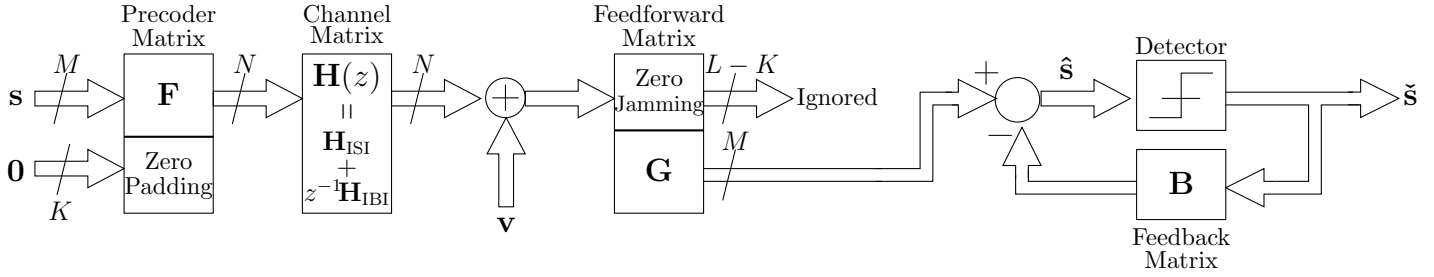 Precoder
Matrix
Channel
Matrix
Feedforward
Matrix
Detector
s
M
F
N
H(z)
=
H_ISI
+
z^{-1}H_IBI
N
+
v
Zero
Jamming
L − K
Ignored
G
M
+
−
ŝ
š
0
K
Zero
Padding
B
Feedback
Matrix